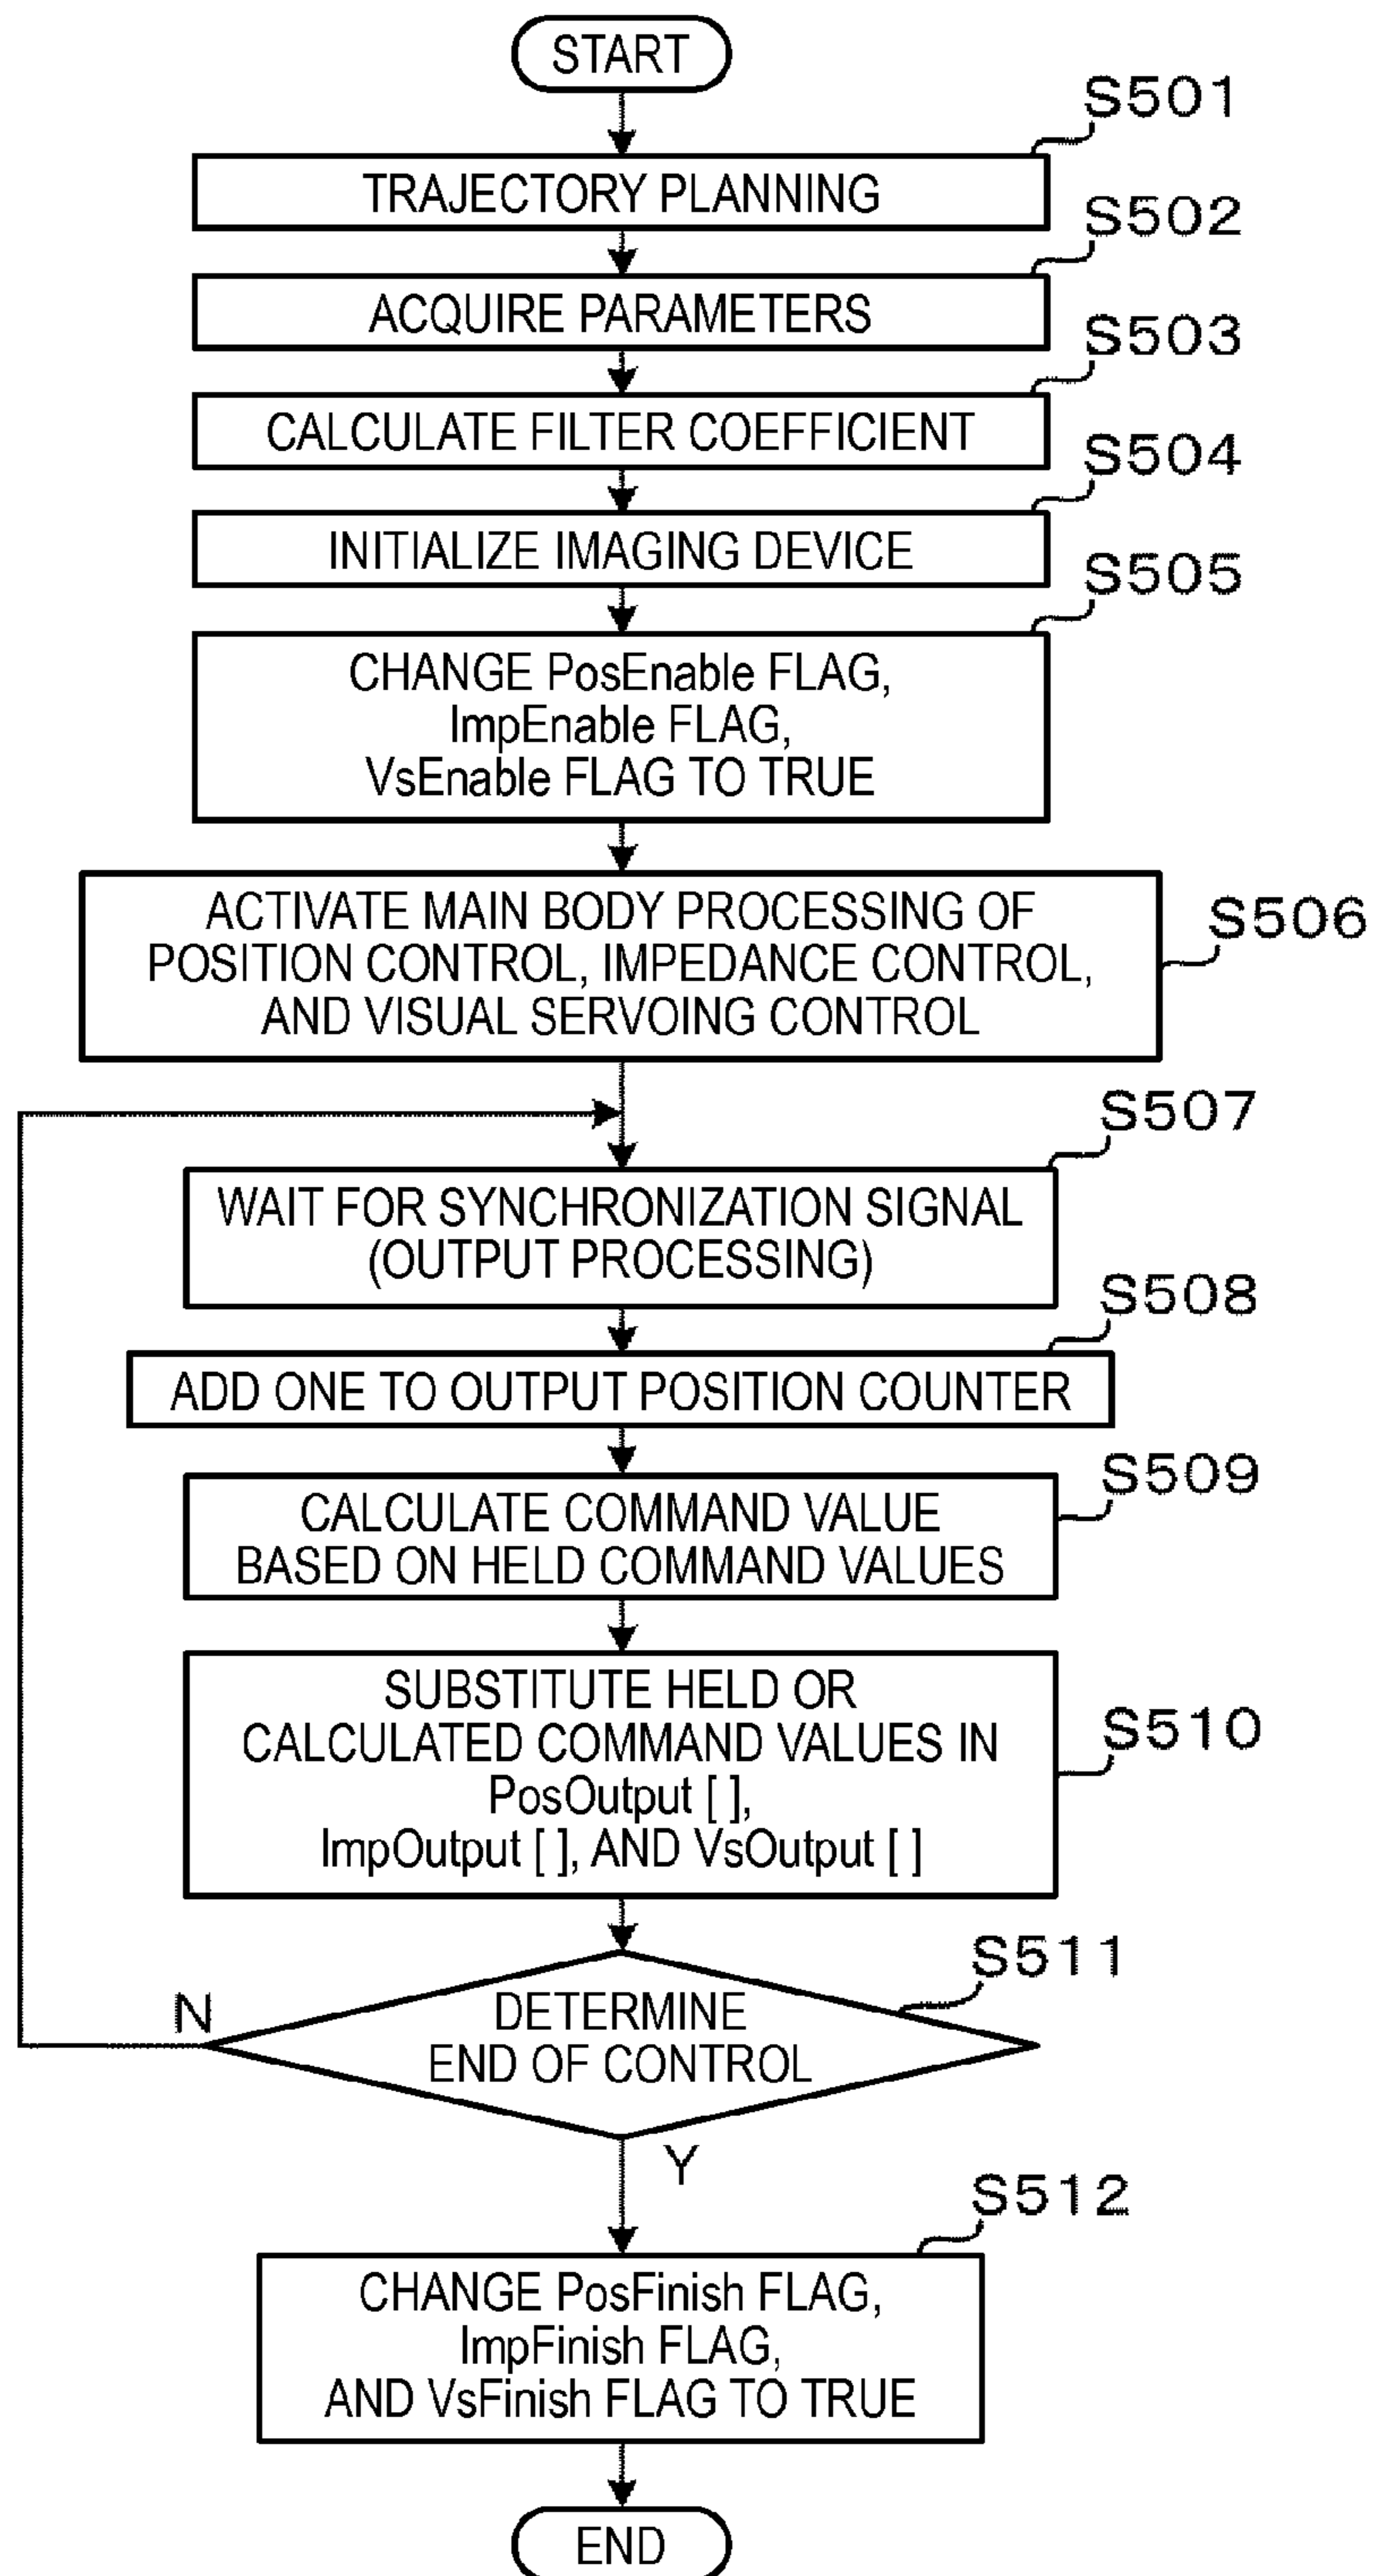 START
S501
TRAJECTORY PLANNING
S502
ACQUIRE PARAMETERS
S503
CALCULATE FILTER COEFFICIENT
S504
INITIALIZE IMAGING DEVICE
S505
CHANGE PosEnable FLAG,
ImpEnable FLAG,
VsEnable FLAG TO TRUE
S506
ACTIVATE MAIN BODY PROCESSING OF
POSITION CONTROL, IMPEDANCE CONTROL,
AND VISUAL SERVOING CONTROL
S507
WAIT FOR SYNCHRONIZATION SIGNAL
(OUTPUT PROCESSING)
S508
ADD ONE TO OUTPUT POSITION COUNTER
S509
CALCULATE COMMAND VALUE
BASED ON HELD COMMAND VALUES
S510
SUBSTITUTE HELD OR
CALCULATED COMMAND VALUES IN
PosOutput [ ],
ImpOutput [ ], AND VsOutput [ ]
S511
N
DETERMINE
END OF CONTROL
Y
S512
CHANGE PosFinish FLAG,
ImpFinish FLAG,
AND VsFinish FLAG TO TRUE
END